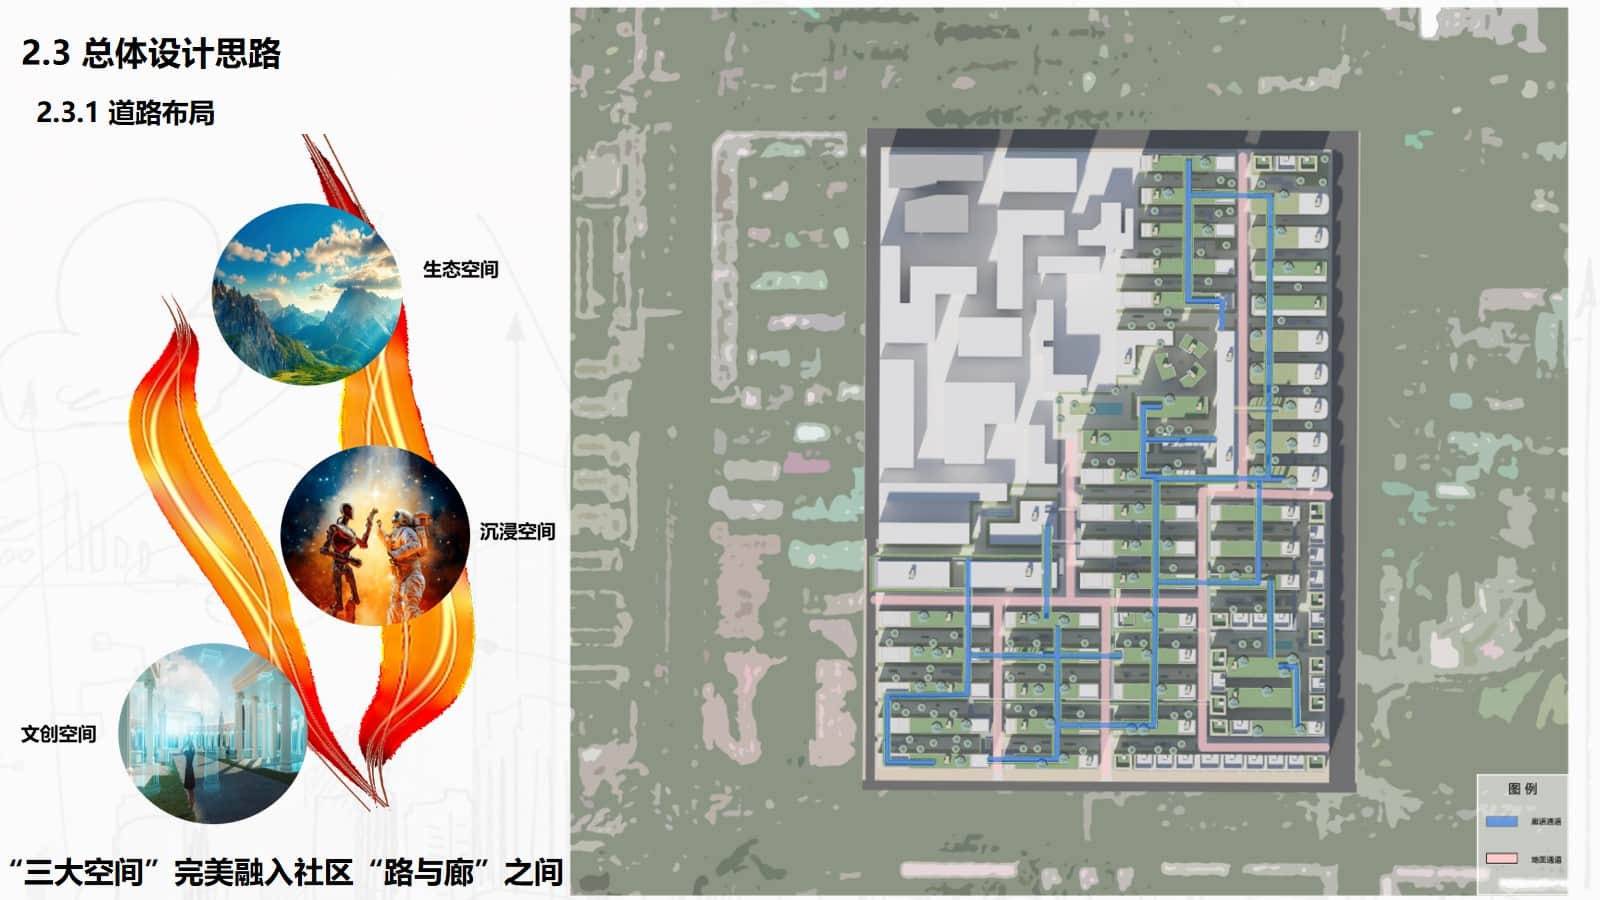 2.3 总体设计思路
2.3.1 道路布局
生态空间
沉浸空间
文创空间
“三大空间”完美融入社区“路与廊”之间
图 例
廊道通道
地面通道